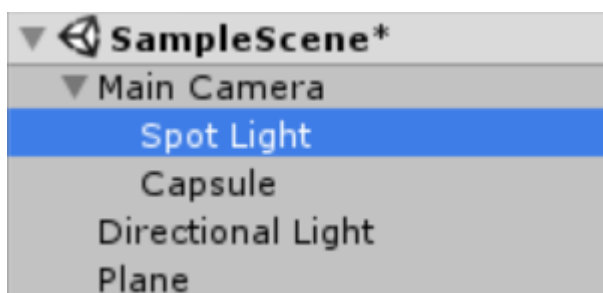 SampleScene*
Main Camera
Spot Light
Capsule
Directional Light
Plane